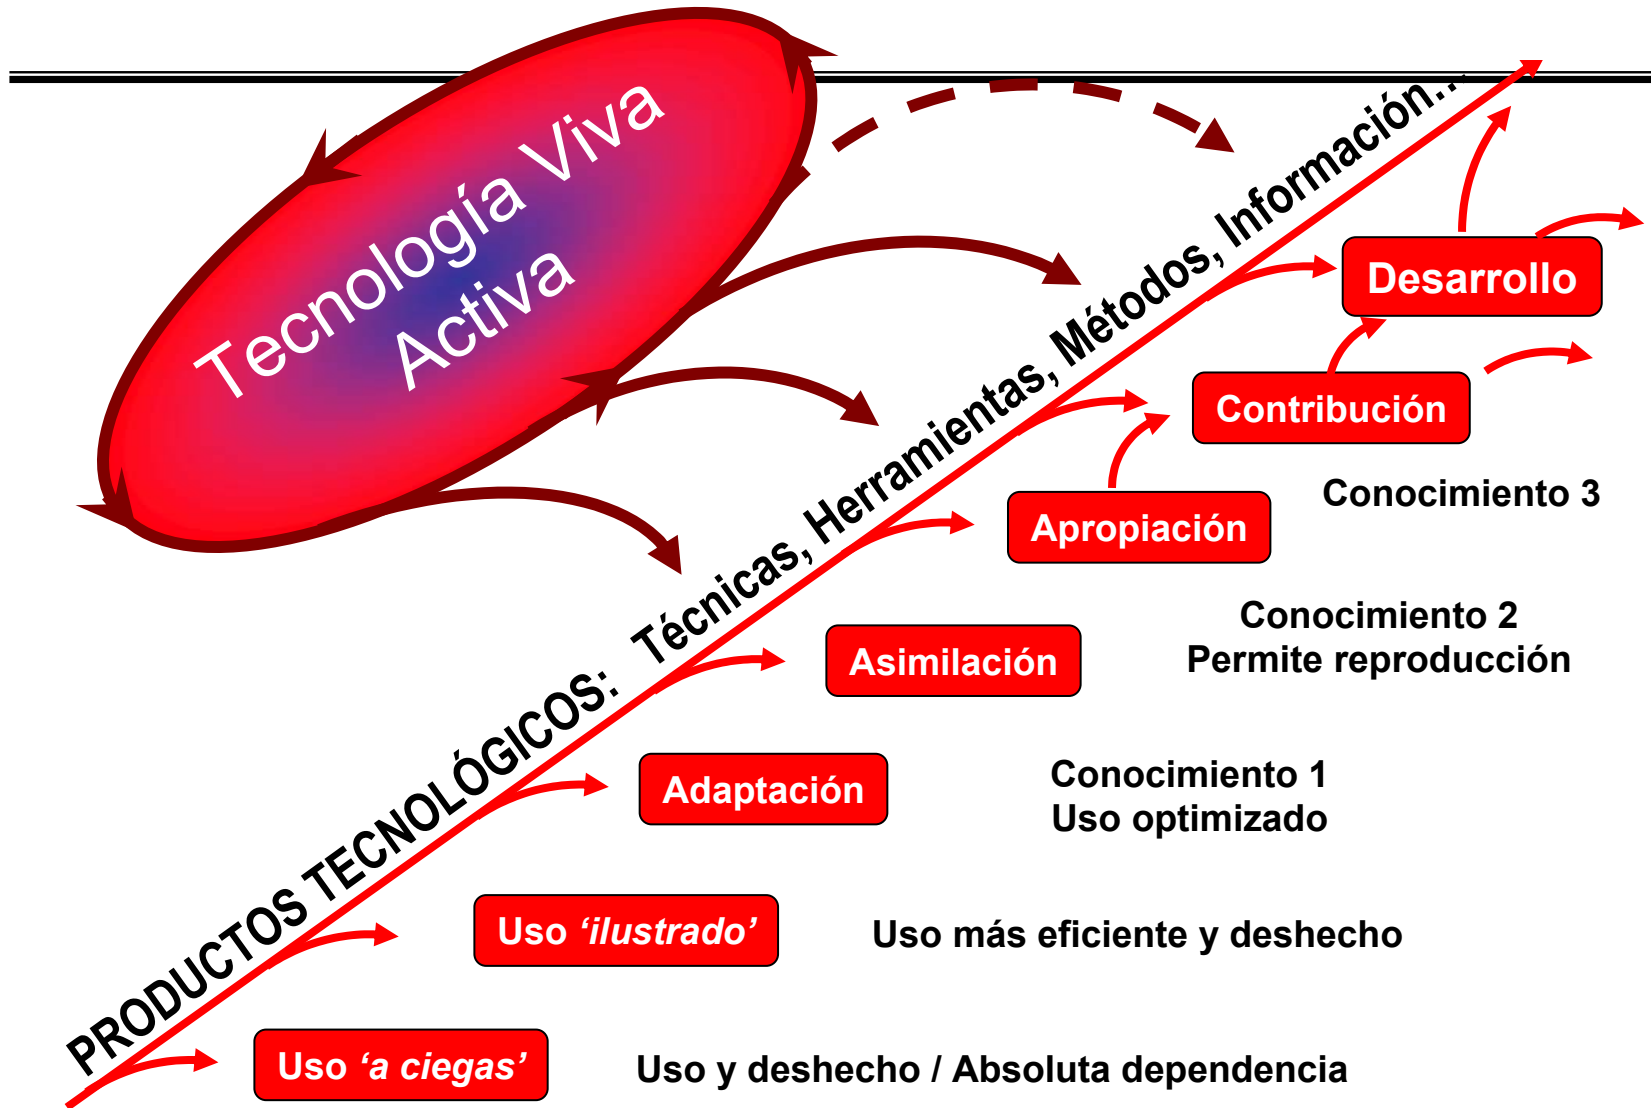 Tecnología Viva
Activa
PRODUCTOS TECNOLÓGICOS: Técnicas, Herramientas, Métodos, Información...
Desarrollo
Contribución
Conocimiento 3
Apropiación
Conocimiento 2
Permite reproducción
Asimilación
Conocimiento 1
Uso optimizado
Adaptación
Uso ‘ilustrado’
Uso más eficiente y deshecho
Uso ‘a ciegas’
Uso y deshecho / Absoluta dependencia